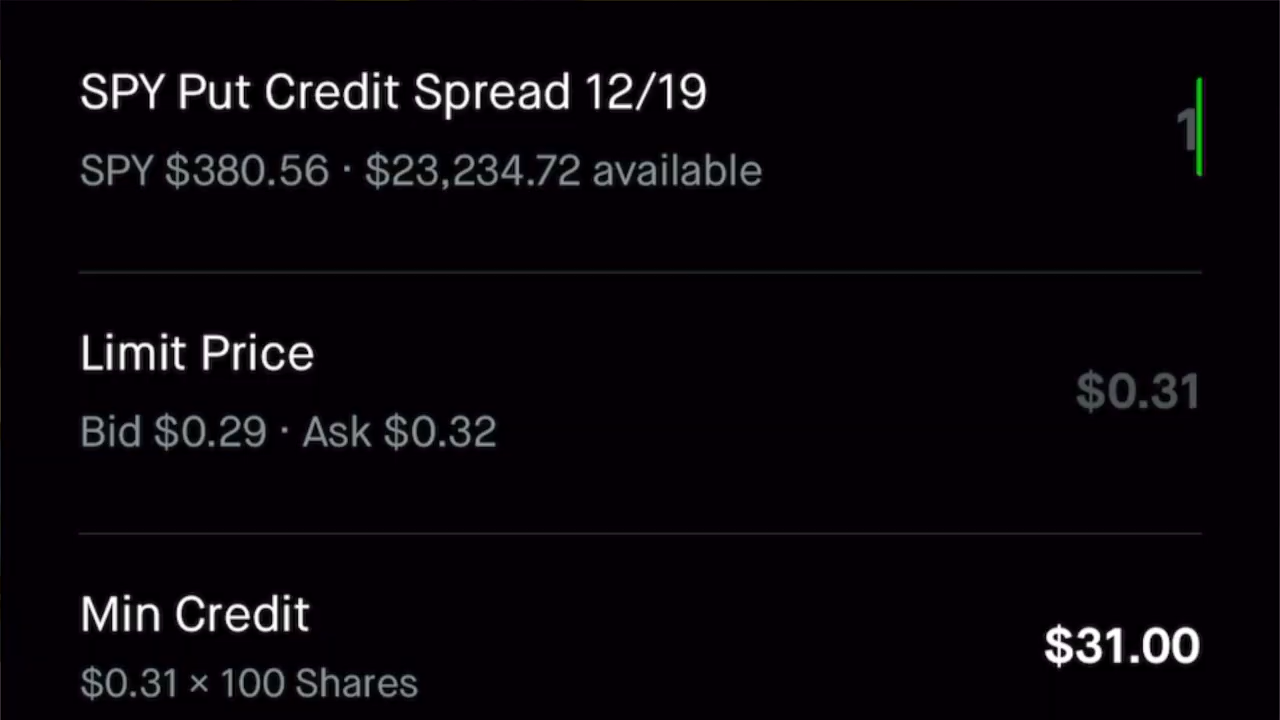 SPY Put Credit Spread 12/19
1
SPY $380.56 · $23,234.72 available
Limit Price
$0.31
Bid $0.29 · Ask $0.32
Min Credit
$31.00
$0.31 × 100 Shares